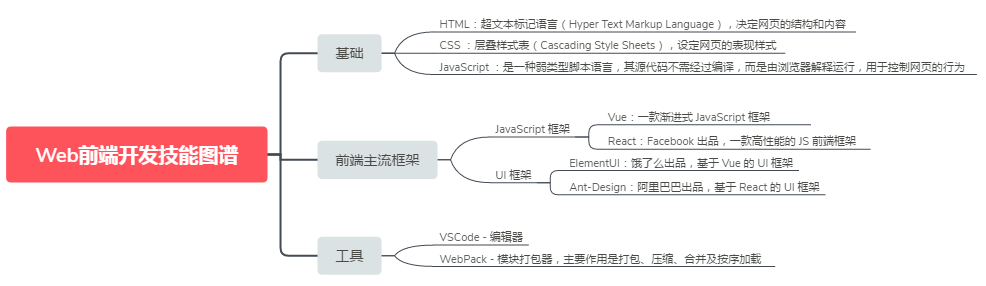 Web前端开发技能图谱
基础
HTML：超文本标记语言（Hyper Text Markup Language），决定网页的结构和内容
CSS ：层叠样式表（Cascading Style Sheets），设定网页的表现样式
JavaScript ：是一种弱类型脚本语言，其源代码不需经过编译，而是由浏览器解释运行，用于控制网页的行为
前端主流框架
JavaScript 框架
Vue：一款渐进式 JavaScript 框架
React：Facebook 出品，一款高性能的 JS 前端框架
UI 框架
ElementUI：饿了么出品，基于 Vue 的 UI 框架
Ant-Design：阿里巴巴出品，基于 React 的 UI 框架
工具
VSCode - 编辑器
WebPack - 模块打包器，主要作用是打包、压缩、合并及按序加载